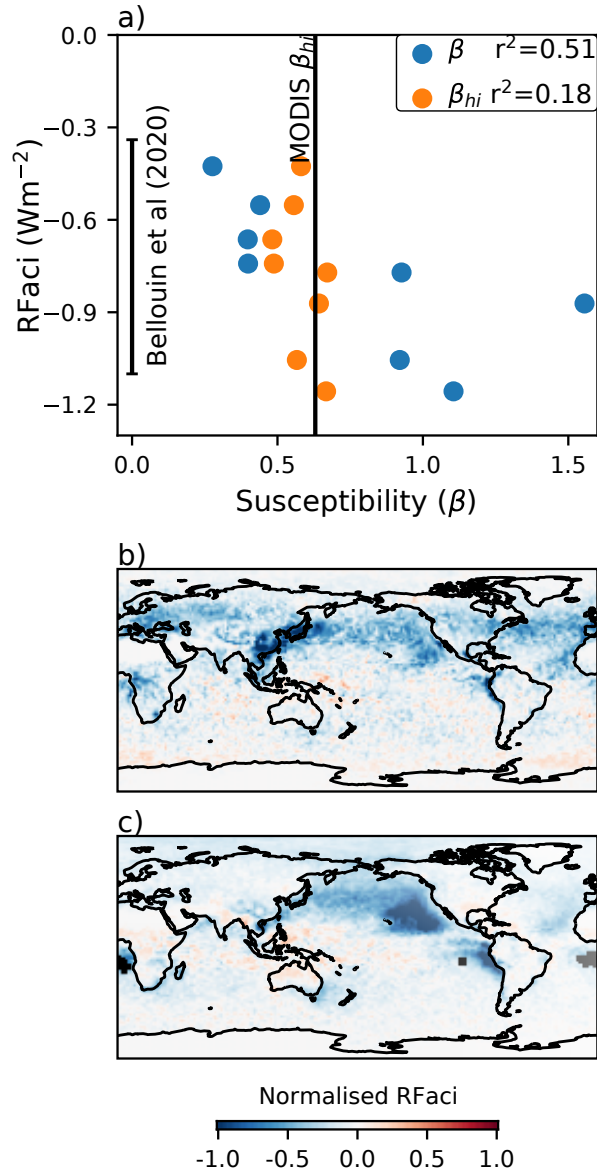 a)
0.0
−0.3
−0.6
−0.9
−1.2
RFaci (Wm−2)
Bellouin et al (2020)
MODIS βhi
β r2=0.51
βhi r2=0.18
0.0 0.5 1.0 1.5
Susceptibility (β)
b)
c)
Normalised RFaci
-1.0 -0.5 0.0 0.5 1.0